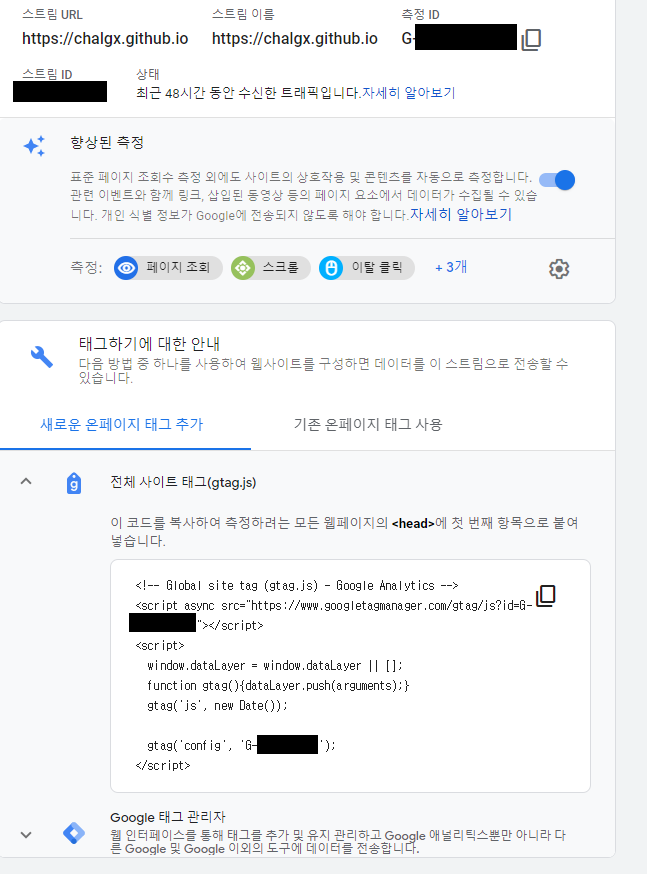 스트림 URL 스트림 이름 측정 ID
https://chalgx.github.io https://chalgx.github.io G-
스트림 ID 상태
최근 48시간 동안 수신한 트래픽입니다.자세히 알아보기
향상된 측정
표준 페이지 조회수 측정 외에도 사이트의 상호작용 및 콘텐츠를 자동으로 측정합니다.
관련 이벤트와 함께 링크, 삽입된 동영상 등의 페이지 요소에서 데이터가 수집될 수 있습
니다. 개인 식별 정보가 Google에 전송되지 않도록 해야 합니다.자세히 알아보기
측정: 페이지 조회 스크롤 이탈 클릭 + 3개
태그하기에 대한 안내
다음 방법 중 하나를 사용하여 웹사이트를 구성하면 데이터를 이 스트림으로 전송할 수
있습니다.
새로운 온페이지 태그 추가 기존 온페이지 태그 사용
g 전체 사이트 태그(gtag.js)
이 코드를 복사하여 측정하려는 모든 웹페이지의 <head>에 첫 번째 항목으로 붙여
넣습니다.
<!-- Global site tag (gtag.js) - Google Analytics -->
<script async src="https://www.googletagmanager.com/gtag/js?id=G-
"></script>
<script>
window.dataLayer = window.dataLayer || [];
function gtag(){dataLayer.push(arguments);}
gtag('js', new Date());
gtag('config', 'G-');
</script>
Google 태그 관리자
웹 인터페이스를 통해 태그를 추가 및 유지 관리하고 Google 애널리틱스뿐만 아니라 다
른 Google 및 Google 이외의 도구에 데이터를 전송합니다.